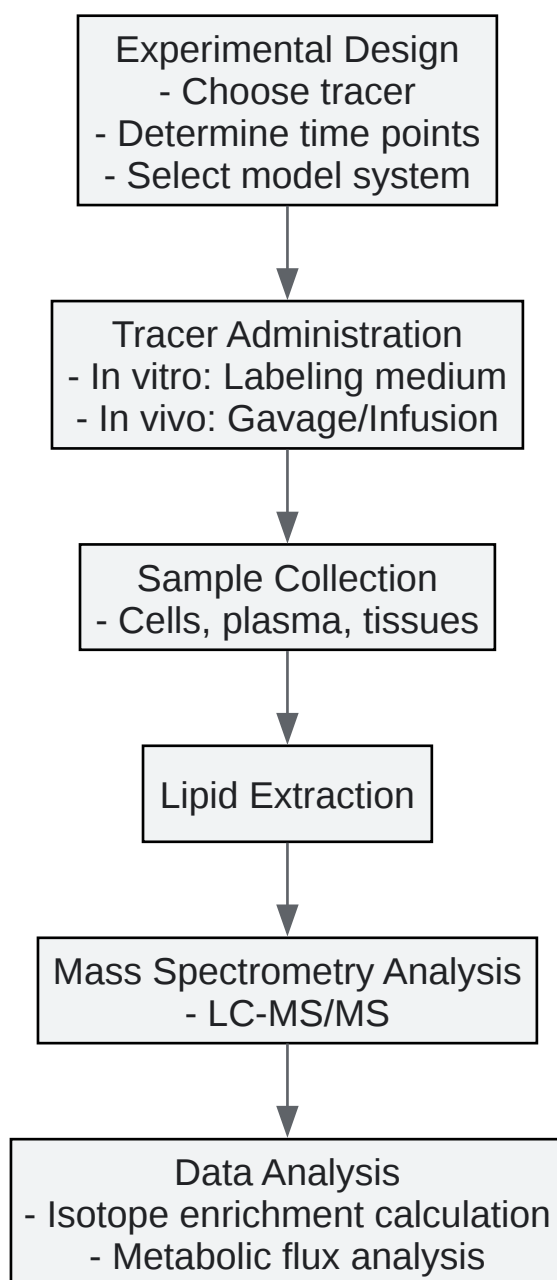 Experimental Design
- Choose tracer
- Determine time points
- Select model system
Tracer Administration
- In vitro: Labeling medium
- In vivo: Gavage/Infusion
Sample Collection
- Cells, plasma, tissues
Lipid Extraction
Mass Spectrometry Analysis
- LC-MS/MS
Data Analysis
- Isotope enrichment calculation
- Metabolic flux analysis